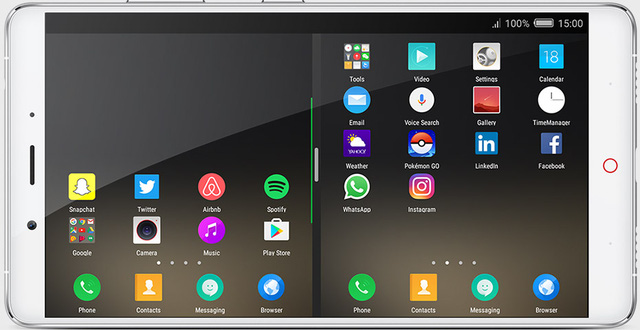 100% 15:00
Tools Video Settings 18 Calendar
Email Voice Search Gallery TimeManager
YAHOO! Weather Pokémon GO in LinkedIn f Facebook
Snapchat Twitter Airbnb Spotify
WhatsApp Instagram
Google Camera Music Play Store
Phone Contacts Messaging Browser
Phone Contacts Messaging Browser